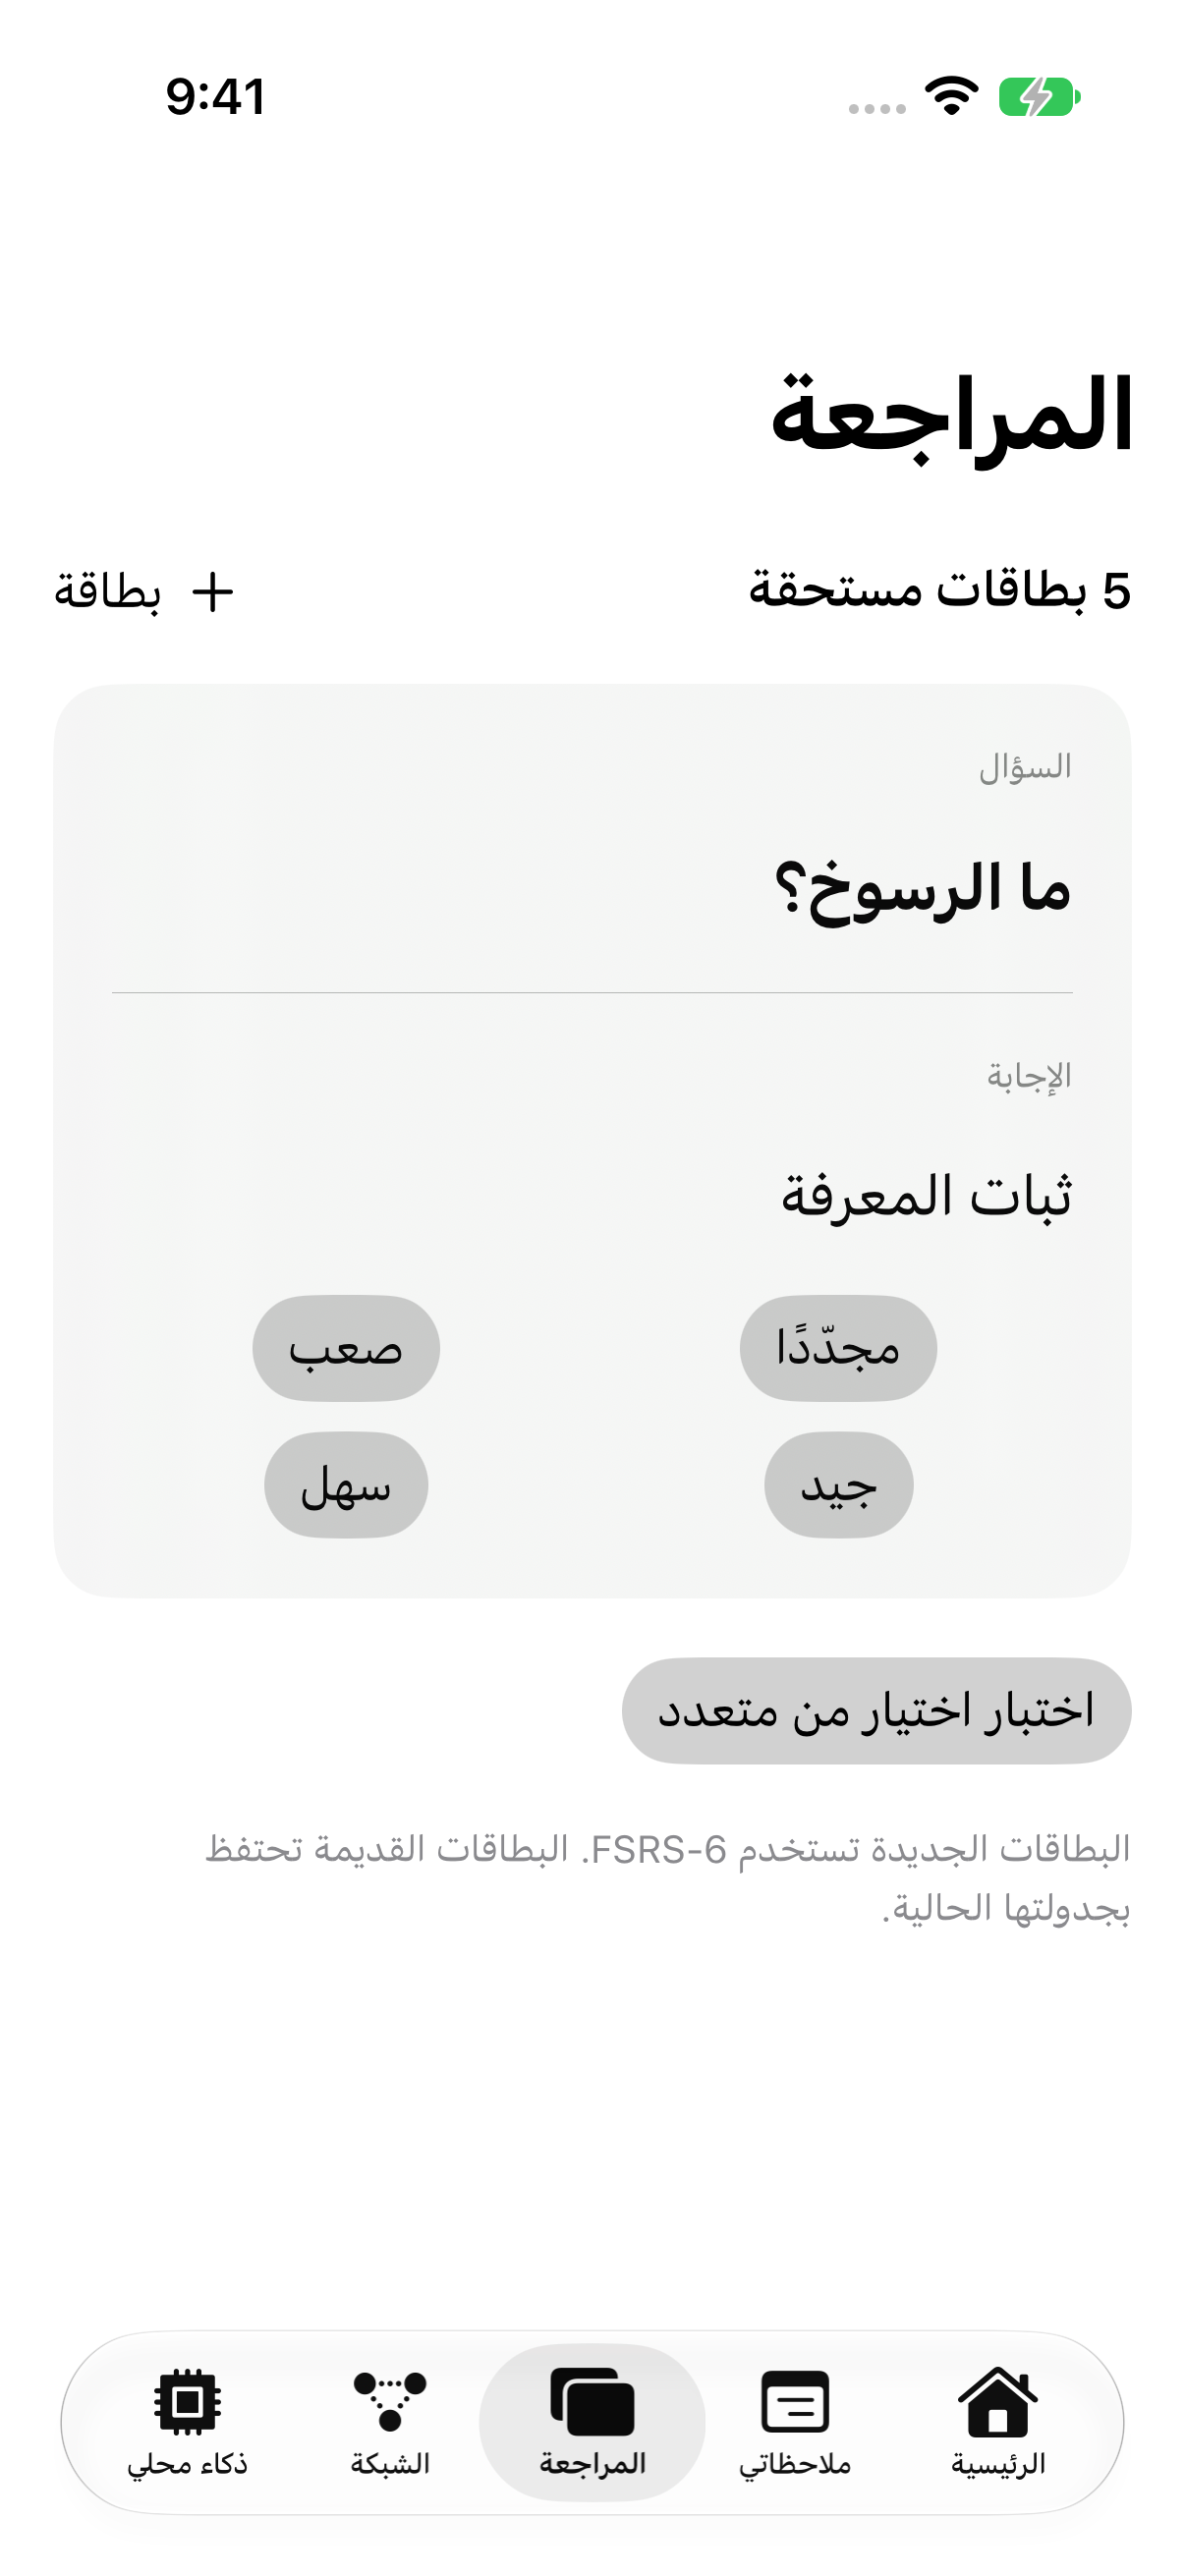 9:41
المراجعة
5 بطاقات مستحقة
بطاقة
السؤال
ما الرسوخ؟
الإجابة
ثبات المعرفة
مجدّدًا
صعب
جيد
سهل
اختبار اختيار من متعدد
البطاقات الجديدة تستخدم FSRS-6. البطاقات القديمة تحتفظ
بجدولتها الحالية.
الرئيسية
ملاحظاتي
المراجعة
الشبكة
ذكاء محلي